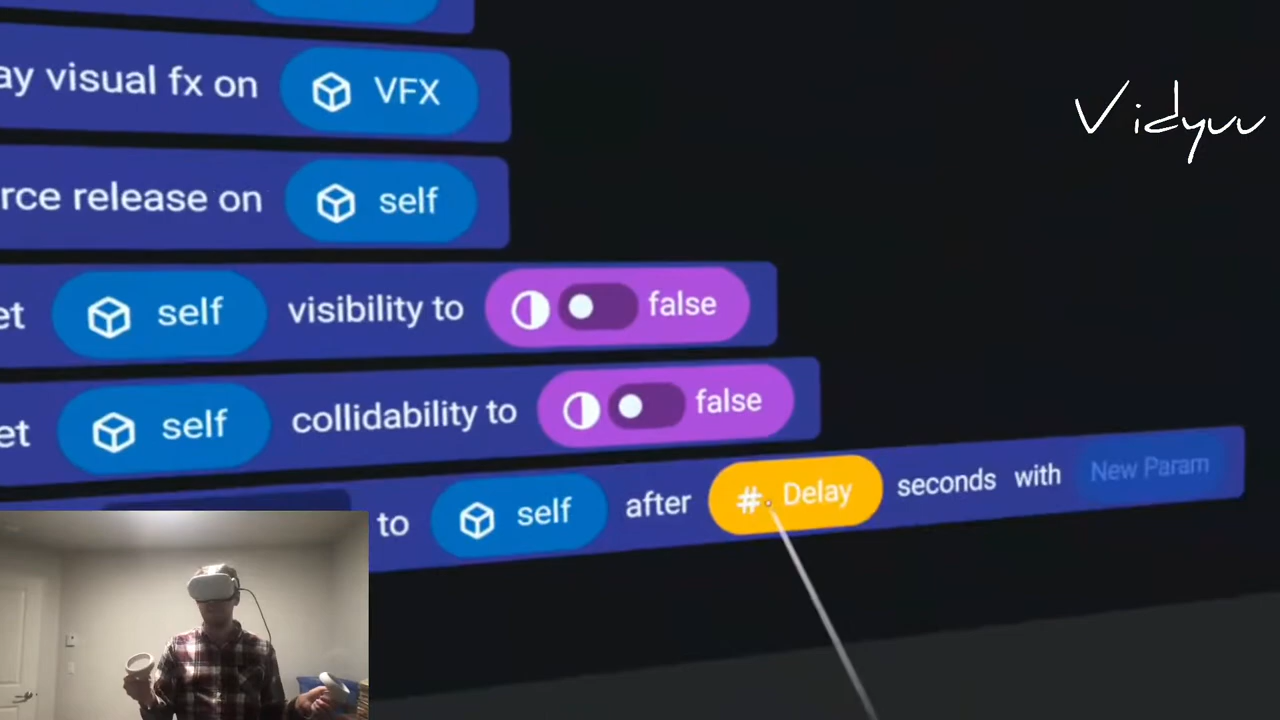 Vidyuu
ay visual fx on VFX
rce release on self
et self visibility to false
et self collidability to false
to self after # Delay seconds with New Param